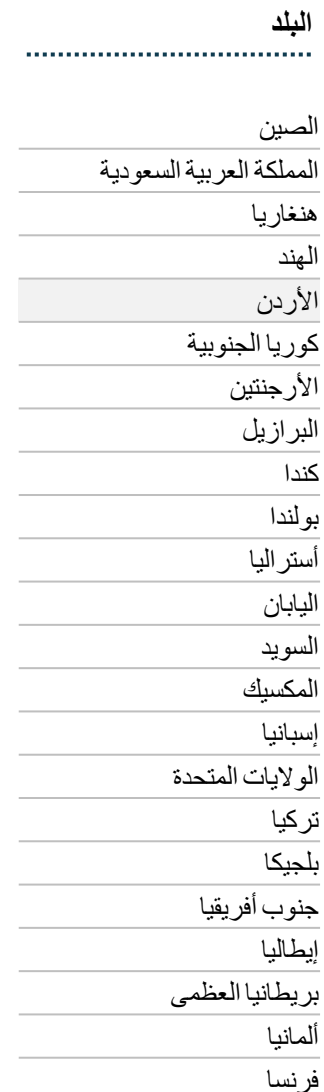 البلد
الصين
المملكة العربية السعودية
هنغاريا
الهند
الأردن
كوريا الجنوبية
الأرجنتين
البرازيل
كندا
بولندا
أستراليا
اليابان
السويد
المكسيك
إسبانيا
الولايات المتحدة
تركيا
بلجيكا
جنوب أفريقيا
إيطاليا
بريطانيا العظمى
ألمانيا
فرنسا